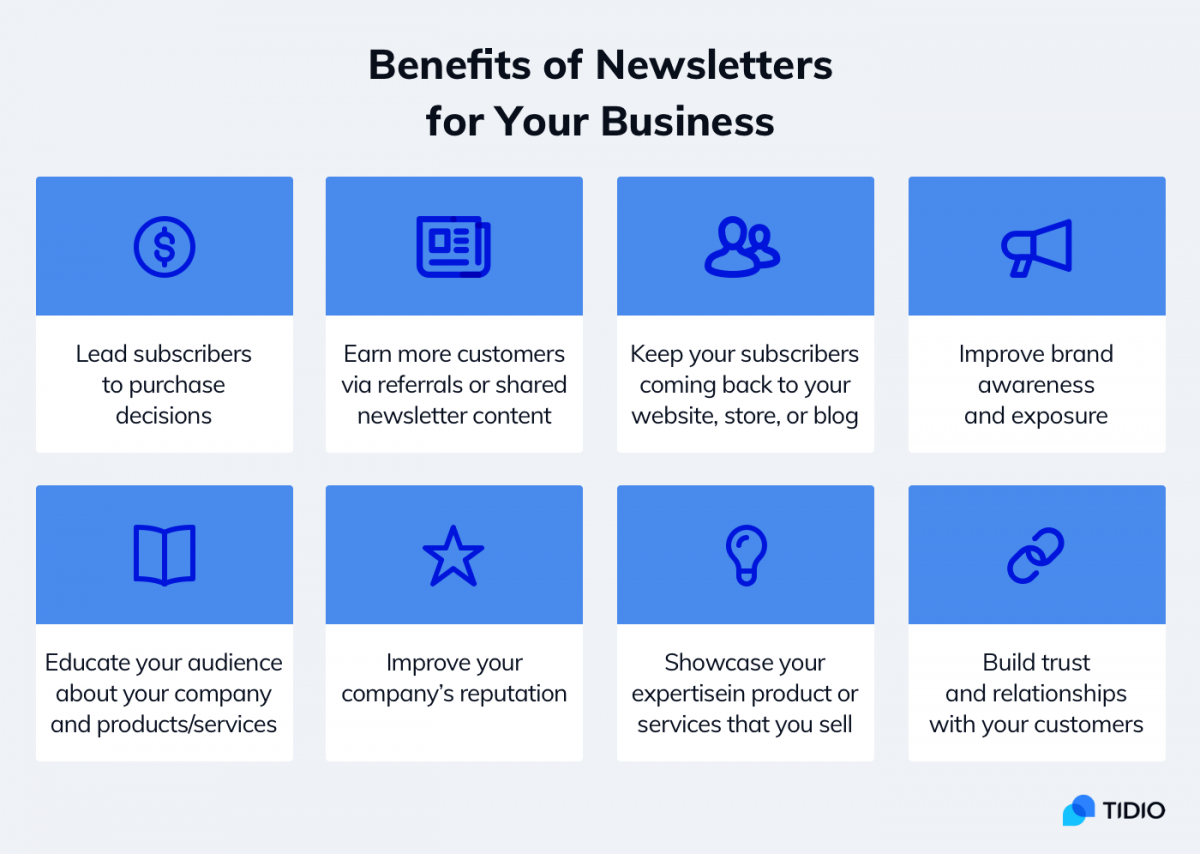 Benefits of Newsletters
for Your Business
Lead subscribers
to purchase
decisions
Earn more customers
via referrals or shared
newsletter content
Keep your subscribers
coming back to your
website, store, or blog
Improve brand
awareness
and exposure
Educate your audience
about your company
and products/services
Improve your
company’s reputation
Showcase your
expertisein product or
services that you sell
Build trust
and relationships
with your customers
TIDIO